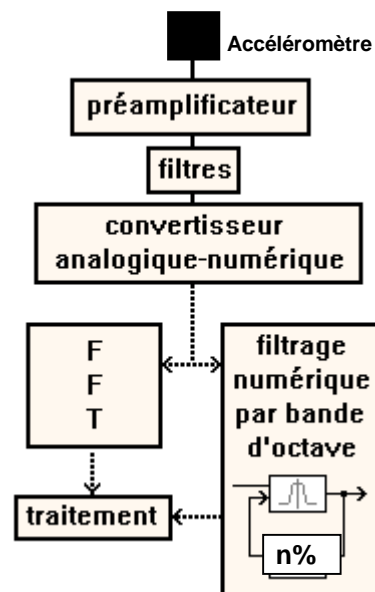 Accéléromètre
préamplificateur
filtres
convertisseur
analogique-numérique
F
F
T
filtrage
numérique
par bande
d'octave
n%
traitement